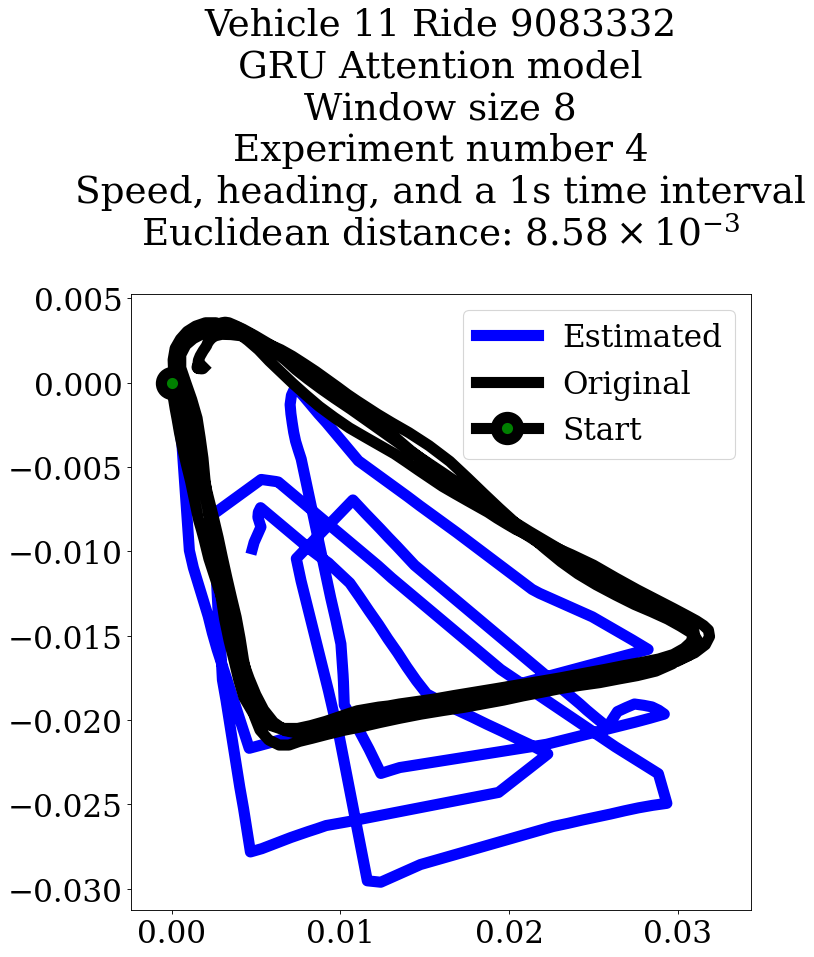 Vehicle 11 Ride 9083332
GRU Attention model
Window size 8
Experiment number 4
Speed, heading, and a 1s time interval
Euclidean distance: 8.58 × 10⁻³
0.005
0.000
−0.005
−0.010
−0.015
−0.020
−0.025
−0.030
Estimated
Original
Start
0.00 0.01 0.02 0.03